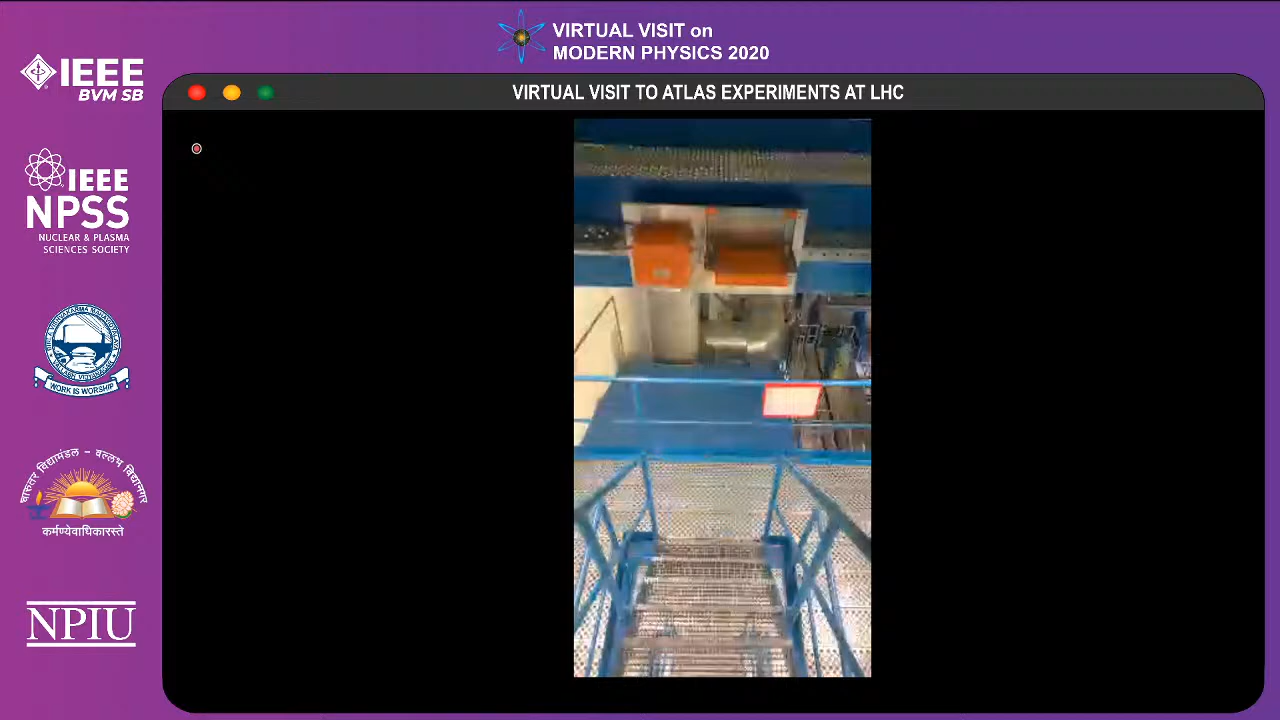 VIRTUAL VISIT on
MODERN PHYSICS 2020
VIRTUAL VISIT TO ATLAS EXPERIMENTS AT LHC
IEEE
BVM SB
IEEE
NPSS
NUCLEAR & PLASMA
SCIENCES SOCIETY
WORK IS WORSHIP
चारुतर विद्यामंडल - वल्लभ विद्यानगर
कर्मण्येवाधिकारस्ते
NPIU